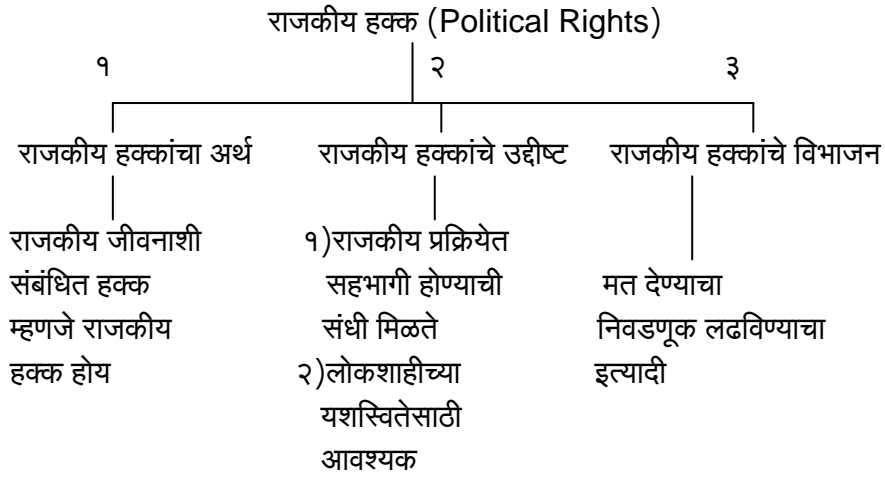 राजकीय हक्क (Political Rights)
१ २ ३
राजकीय हक्कांचा अर्थ राजकीय हक्कांचे उद्दीष्ट राजकीय हक्कांचे विभाजन
राजकीय जीवनाशी
संबंधित हक्क
म्हणजे राजकीय
हक्क होय
१)राजकीय प्रक्रियेत
सहभागी होण्याची
संधी मिळते
२)लोकशाहीच्या
यशस्वितेसाठी
आवश्यक
मत देण्याचा
निवडणूक लढविण्याचा
इत्यादी